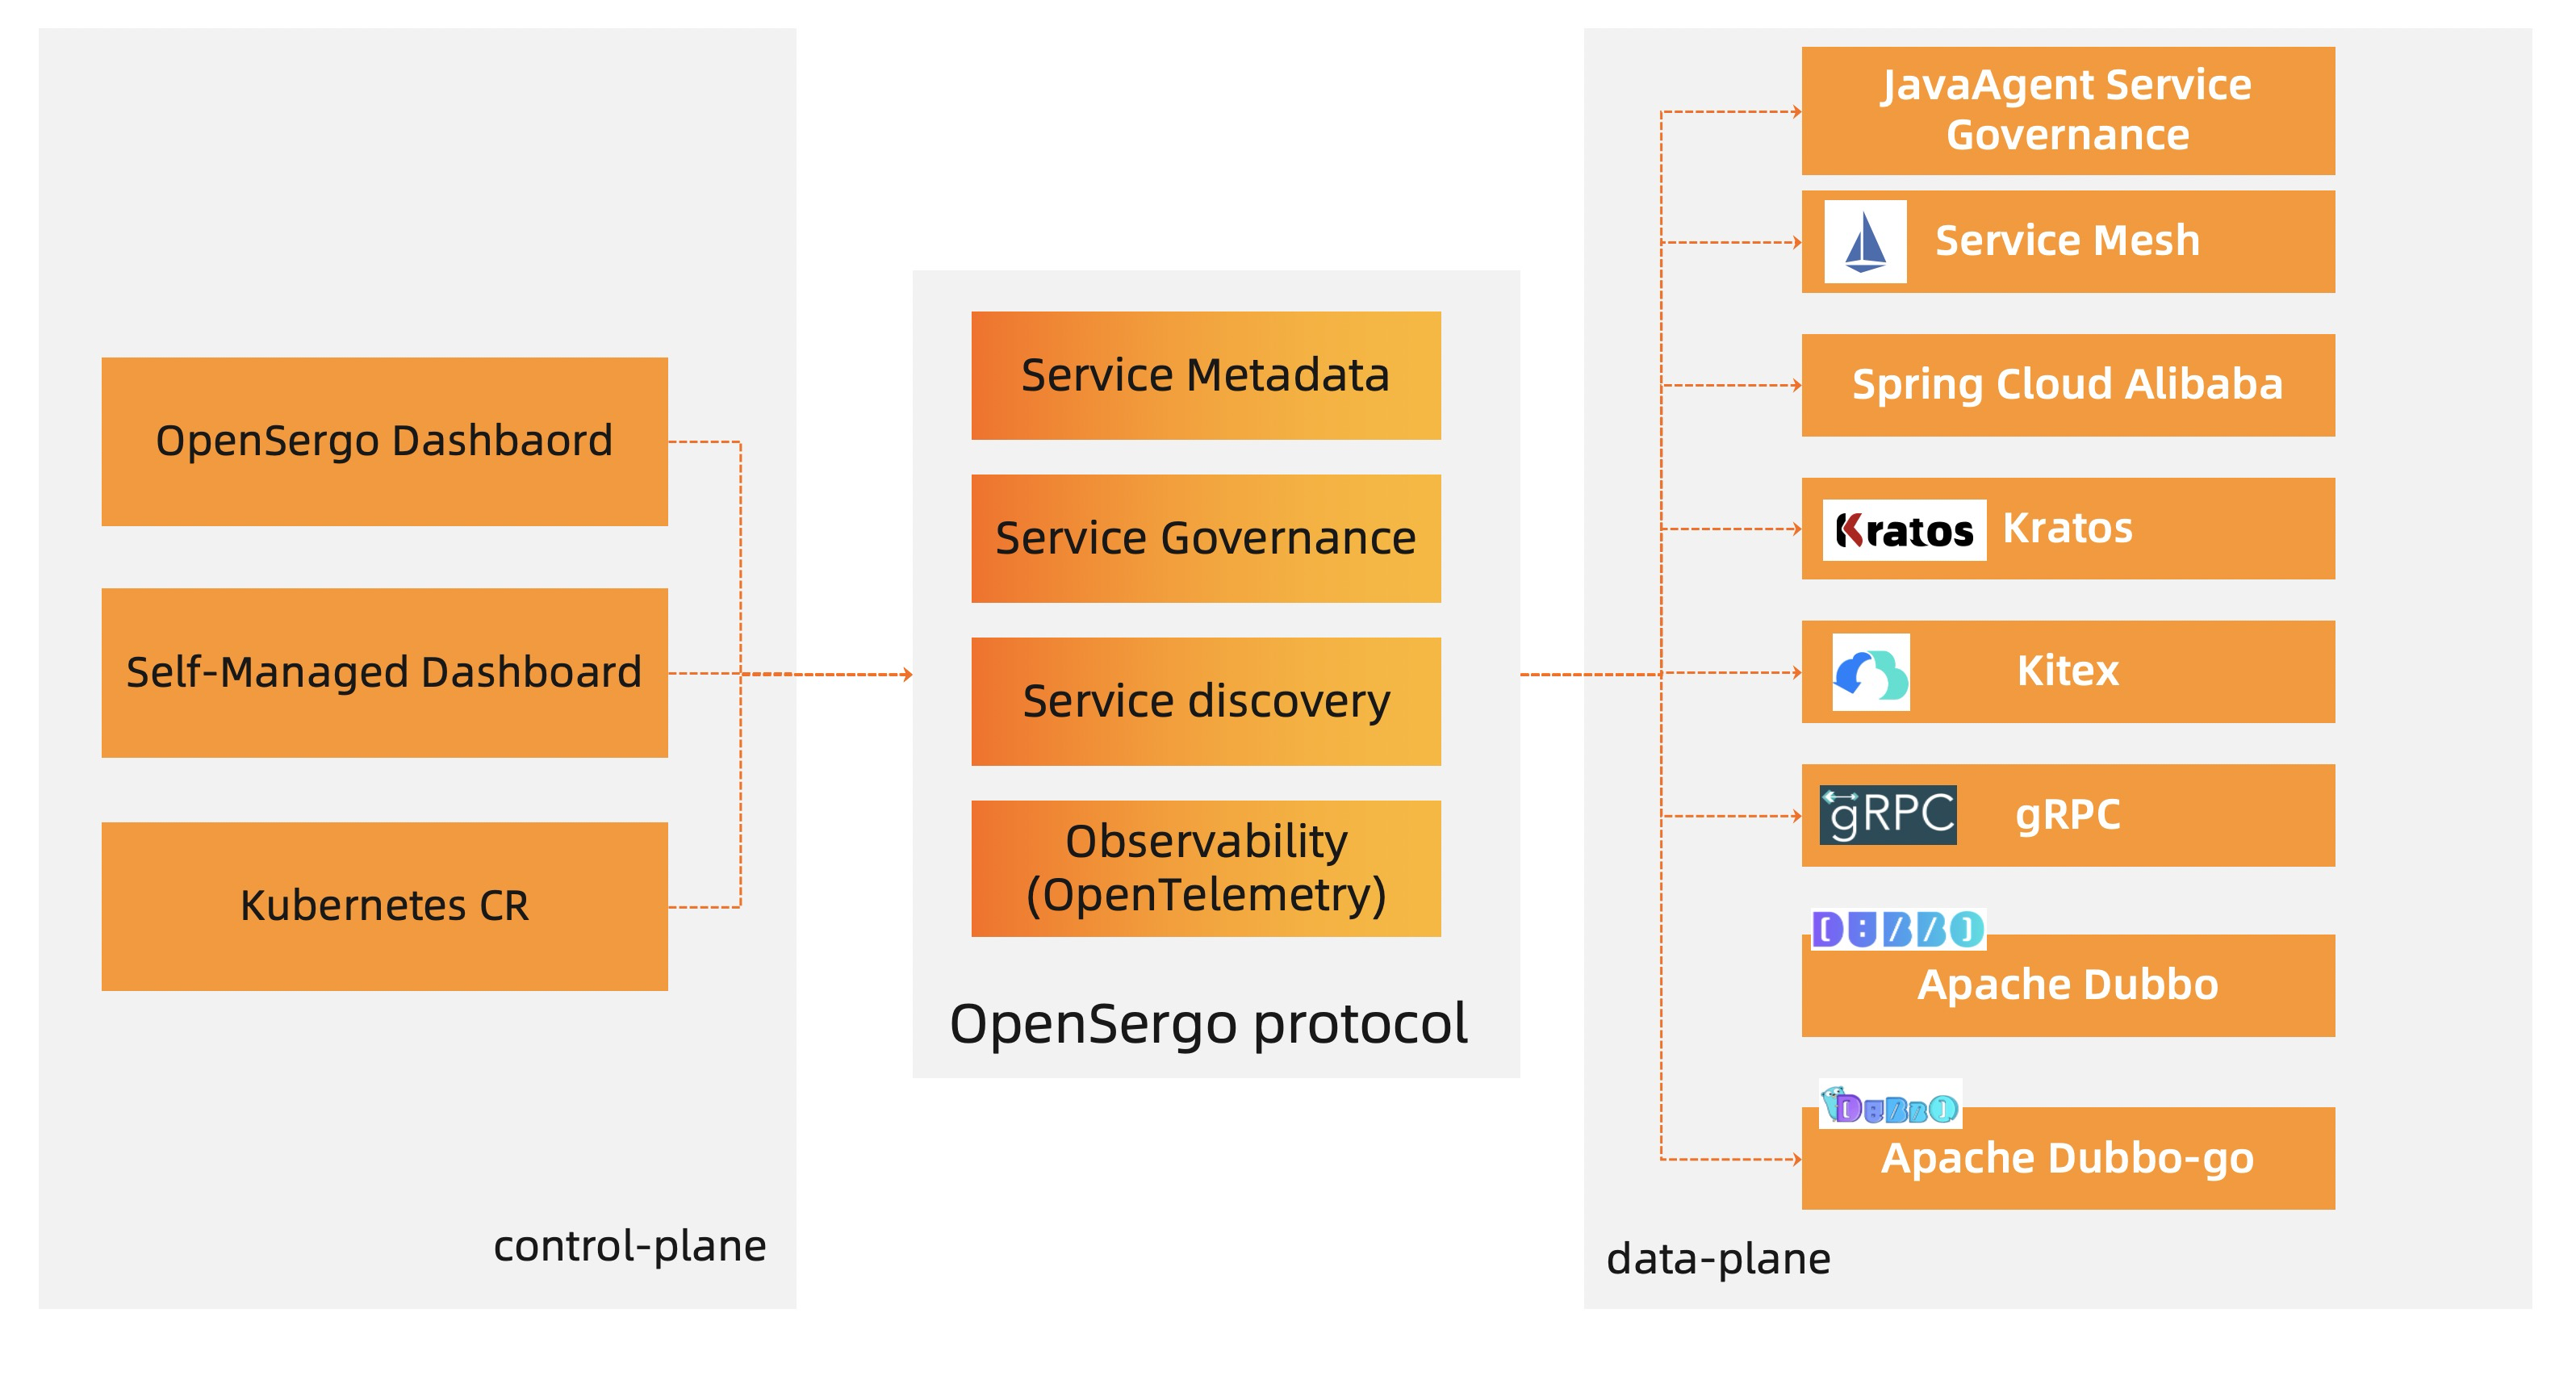 OpenSergo Dashbaord
Self-Managed Dashboard
Kubernetes CR
control-plane
Service Metadata
Service Governance
Service discovery
Observability
(OpenTelemetry)
OpenSergo protocol
JavaAgent Service
Governance
Service Mesh
Spring Cloud Alibaba
Kratos
Kratos
Kitex
gRPC
gRPC
DUBBO
Apache Dubbo
DUBBO
Apache Dubbo-go
data-plane